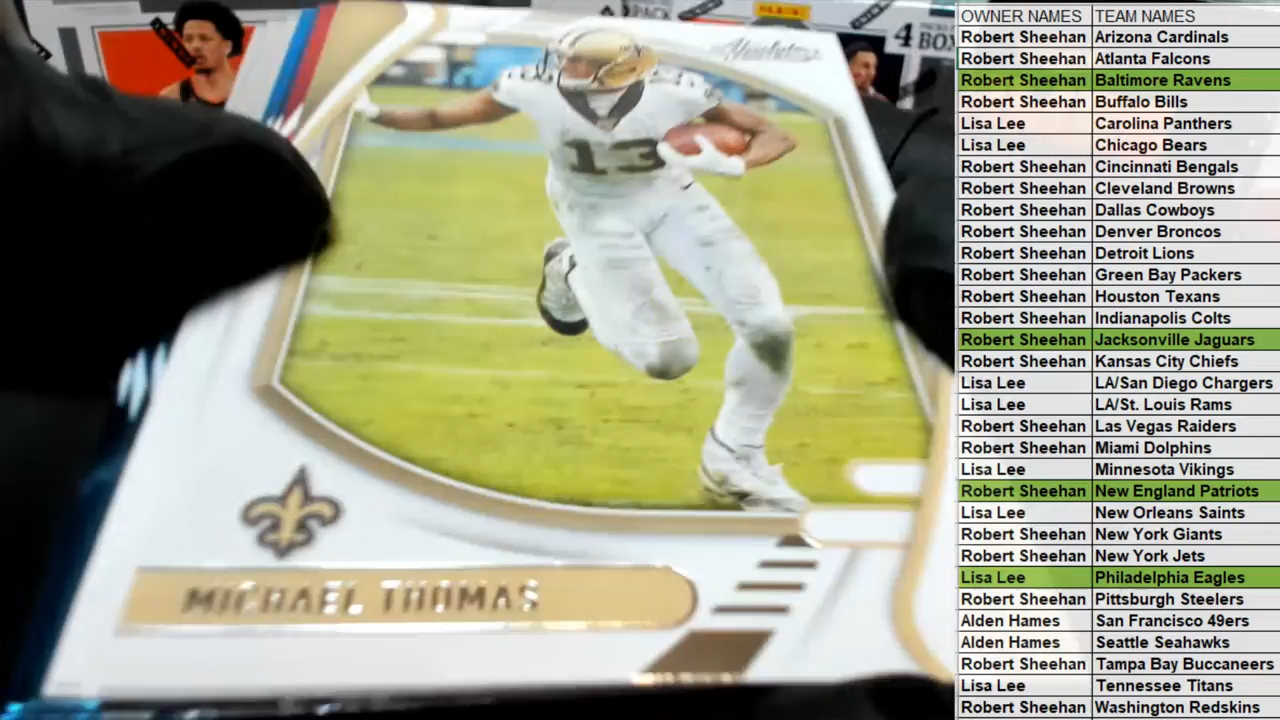 PACK
PANINI
4
BOX
Absolute
13
MICHAEL THOMAS
OWNER NAMES TEAM NAMES
Robert Sheehan Arizona Cardinals
Robert Sheehan Atlanta Falcons
Robert Sheehan Baltimore Ravens
Robert Sheehan Buffalo Bills
Lisa Lee Carolina Panthers
Lisa Lee Chicago Bears
Robert Sheehan Cincinnati Bengals
Robert Sheehan Cleveland Browns
Robert Sheehan Dallas Cowboys
Robert Sheehan Denver Broncos
Robert Sheehan Detroit Lions
Robert Sheehan Green Bay Packers
Robert Sheehan Houston Texans
Robert Sheehan Indianapolis Colts
Robert Sheehan Jacksonville Jaguars
Robert Sheehan Kansas City Chiefs
Lisa Lee LA/San Diego Chargers
Lisa Lee LA/St. Louis Rams
Robert Sheehan Las Vegas Raiders
Robert Sheehan Miami Dolphins
Lisa Lee Minnesota Vikings
Robert Sheehan New England Patriots
Lisa Lee New Orleans Saints
Robert Sheehan New York Giants
Robert Sheehan New York Jets
Lisa Lee Philadelphia Eagles
Robert Sheehan Pittsburgh Steelers
Alden Hames San Francisco 49ers
Alden Hames Seattle Seahawks
Robert Sheehan Tampa Bay Buccaneers
Lisa Lee Tennessee Titans
Robert Sheehan Washington Redskins